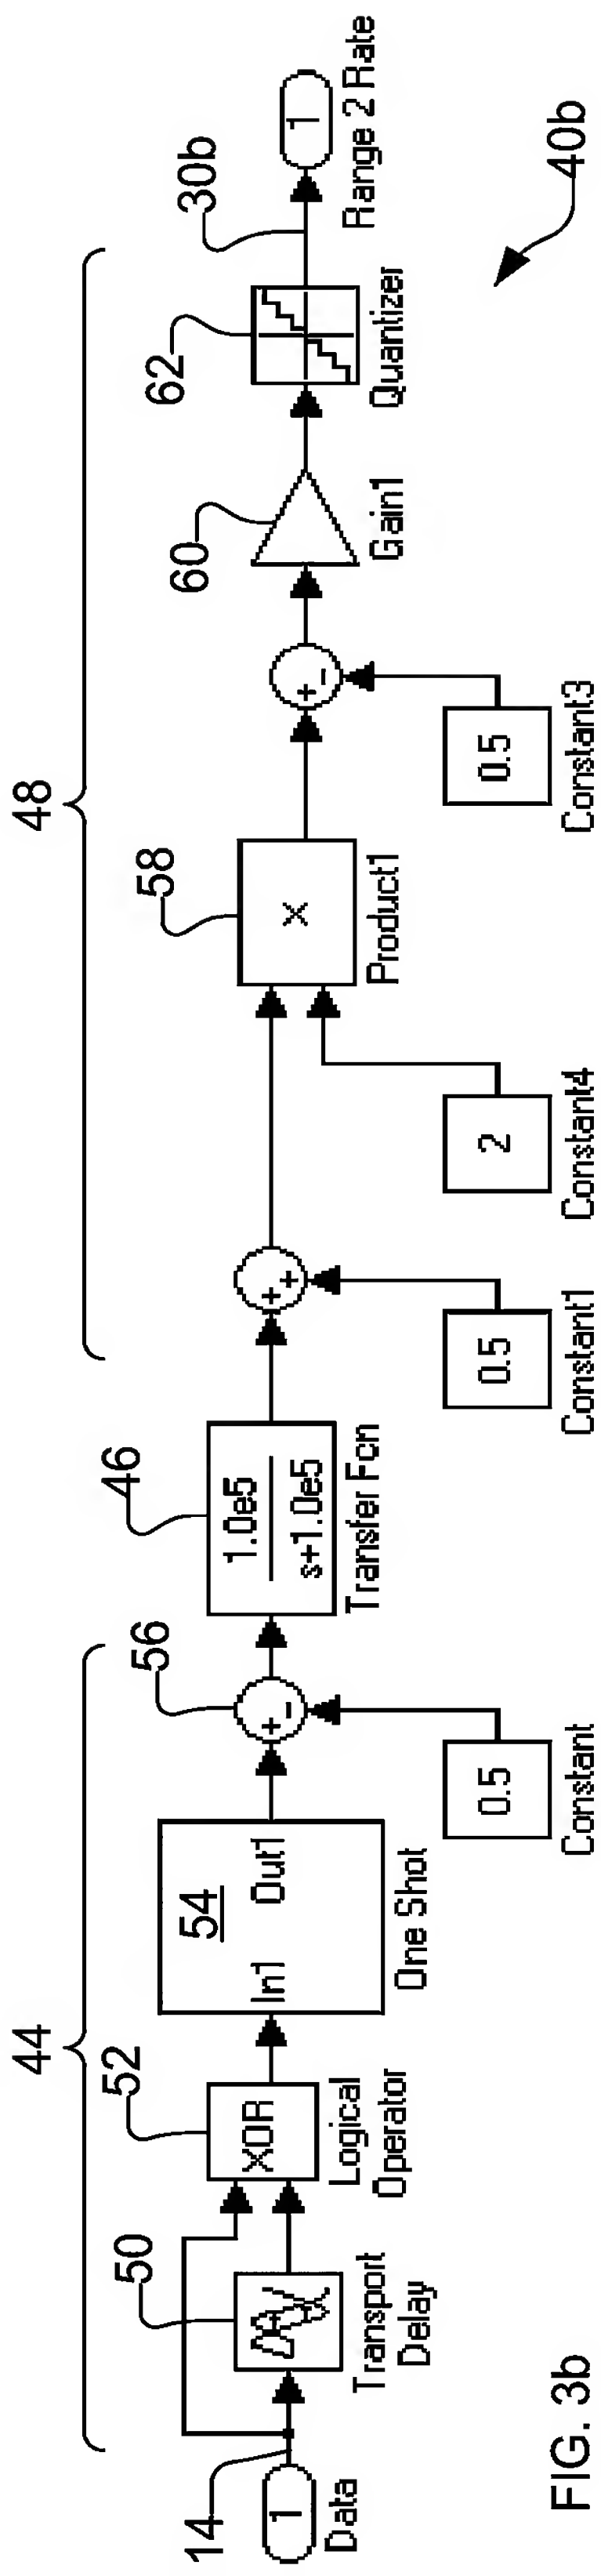 44
48
14
50
52
54
56
46
58
60
62
30b
40b
1
Data
Transport
Delay
XOR
Logical
Operator
In1
Out1
One Shot
+
-
0.5
Constant
1.0e5
s+1.0e5
Transfer Fcn
+
+
0.5
Constant1
2
Constant4
x
Product1
+
-
0.5
Constant3
Gain1
Quantizer
1
Range 2 Rate
FIG. 3b